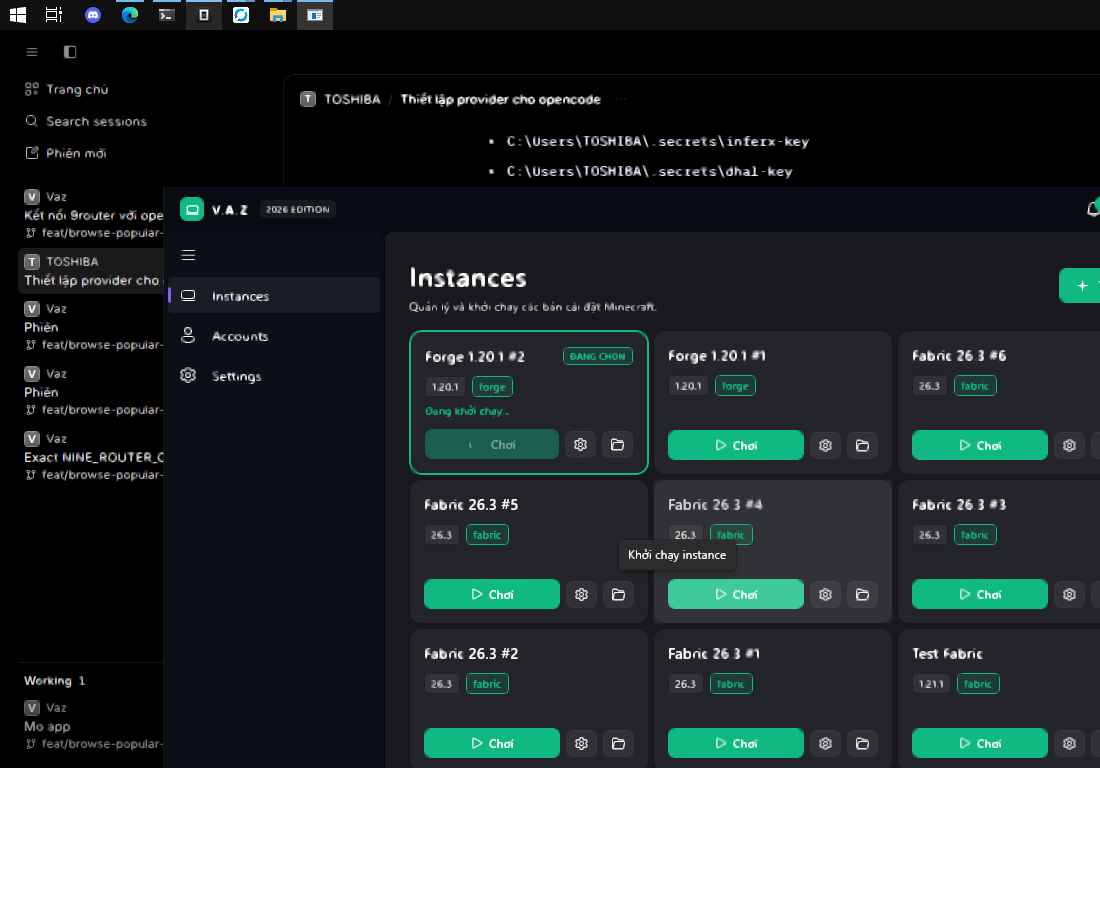 Trang chủ
Search sessions
Phiên mới
V Vaz
Kết nối 9router với ope
feat/browse-popular-
T TOSHIBA
Thiết lập provider cho
V Vaz
Phiên
feat/browse-popular-
V Vaz
Phiên
feat/browse-popular-
V Vaz
Exact NINE_ROUTER_C
feat/browse-popular-
Working 1
V Vaz
Mo app
feat/browse-popular-
T TOSHIBA / Thiết lập provider cho opencode ...
• C:\Users\TOSHIBA\.secrets\inferx-key
• C:\Users\TOSHIBA\.secrets\dhal-key
V.A.Z 2026 EDITION
Instances
Accounts
Settings
Instances
Quản lý và khởi chạy các bản cài đặt Minecraft.
Forge 1.20 1 #2 ĐANG CHỌN
1.20.1 forge
Đang khởi chạy...
Chơi
Forge 1.20 1 #1
1.20.1 forge
Chơi
Fabric 26 3 #6
26.3 fabric
Chơi
Fabric 26.3 #5
26.3 fabric
Chơi
Fabric 26 3 #4
26.3 fabric
Khởi chạy instance
Chơi
Fabric 26 3 #3
26.3 fabric
Chơi
Fabric 26.3 #2
26.3 fabric
Chơi
Fabric 26 3 #1
26.3 fabric
Chơi
Test Fabric
1.21.1 fabric
Chơi